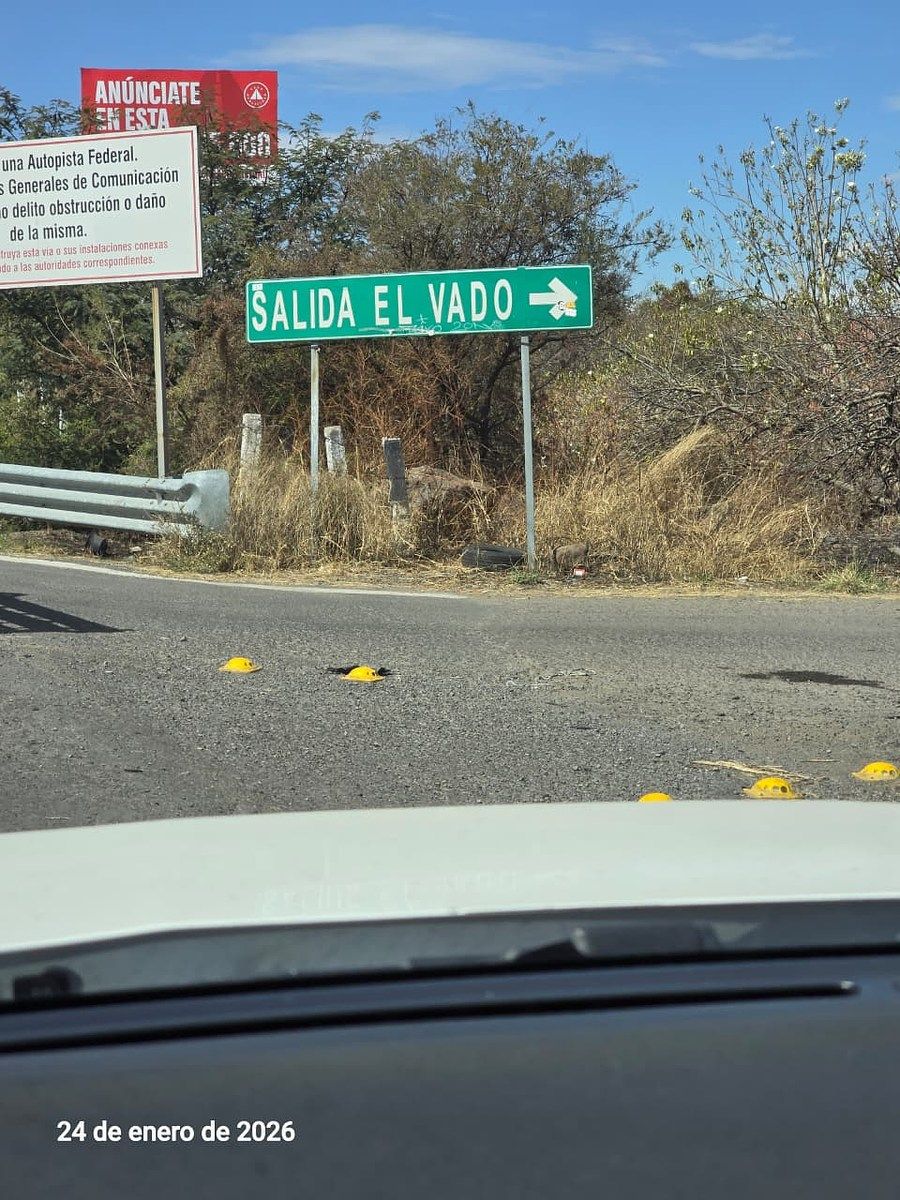 ANÚNCIATE
EN ESTA
una Autopista Federal.
s Generales de Comunicación
o delito obstrucción o daño
de la misma.
truya esta vía o sus instalaciones conexas
do a las autoridades correspondientes.
SALIDA EL VADO
24 de enero de 2026